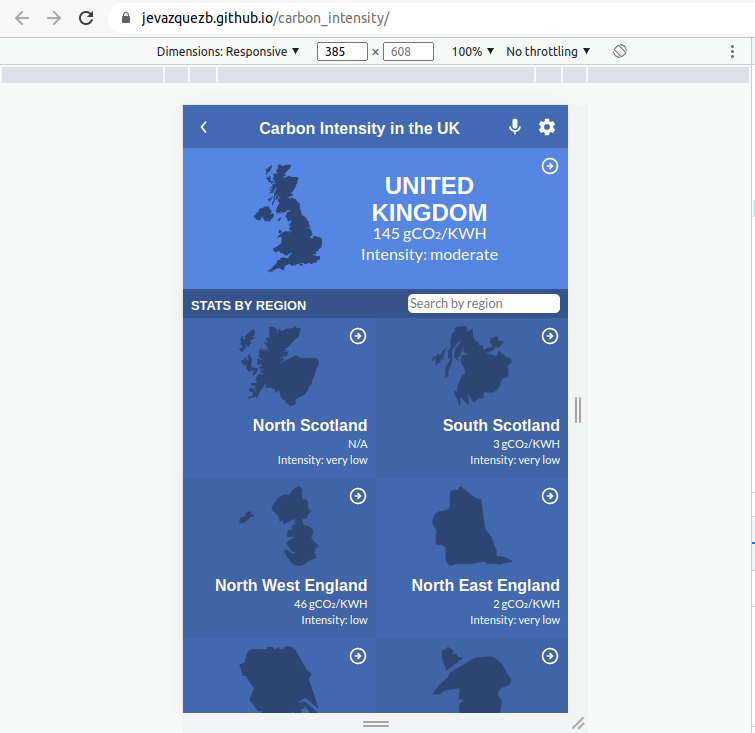 jevazquezb.github.io/carbon_intensity/
Dimensions: Responsive ▼ 385 × 608 100% ▼ No throttling ▼
Carbon Intensity in the UK
UNITED
KINGDOM
145 gCO₂/KWH
Intensity: moderate
STATS BY REGION
Search by region
North Scotland
N/A
Intensity: very low
South Scotland
3 gCO₂/KWH
Intensity: very low
North West England
46 gCO₂/KWH
Intensity: low
North East England
2 gCO₂/KWH
Intensity: very low